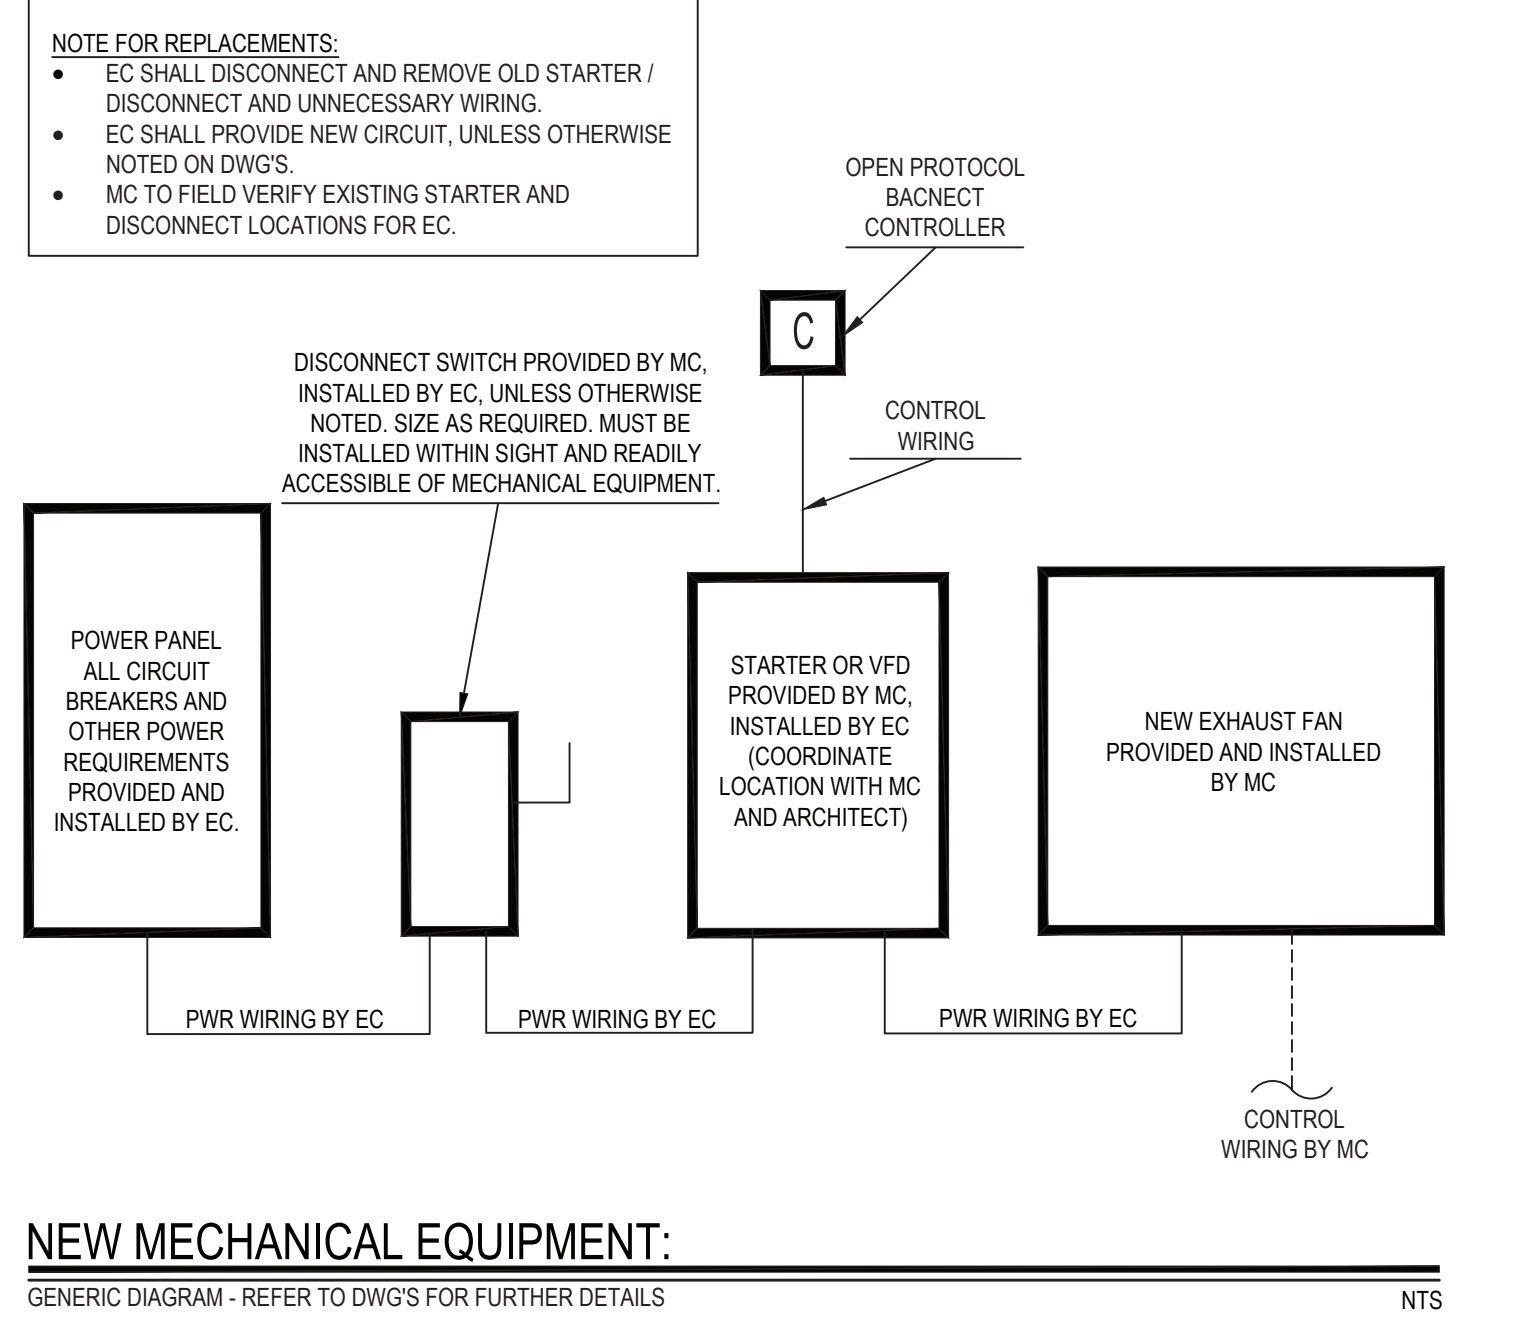 NOTE FOR REPLACEMENTS:
● EC SHALL DISCONNECT AND REMOVE OLD STARTER /
DISCONNECT AND UNNECESSARY WIRING.
● EC SHALL PROVIDE NEW CIRCUIT, UNLESS OTHERWISE
NOTED ON DWG'S.
● MC TO FIELD VERIFY EXISTING STARTER AND
DISCONNECT LOCATIONS FOR EC.
OPEN PROTOCOL
BACNECT
CONTROLLER
C
DISCONNECT SWITCH PROVIDED BY MC,
INSTALLED BY EC, UNLESS OTHERWISE
NOTED. SIZE AS REQUIRED. MUST BE
INSTALLED WITHIN SIGHT AND READILY
ACCESSIBLE OF MECHANICAL EQUIPMENT.
CONTROL
WIRING
POWER PANEL
ALL CIRCUIT
BREAKERS AND
OTHER POWER
REQUIREMENTS
PROVIDED AND
INSTALLED BY EC.
STARTER OR VFD
PROVIDED BY MC,
INSTALLED BY EC
(COORDINATE
LOCATION WITH MC
AND ARCHITECT)
NEW EXHAUST FAN
PROVIDED AND INSTALLED
BY MC
PWR WIRING BY EC
PWR WIRING BY EC
PWR WIRING BY EC
CONTROL
WIRING BY MC
NEW MECHANICAL EQUIPMENT:
GENERIC DIAGRAM - REFER TO DWG'S FOR FURTHER DETAILS
NTS